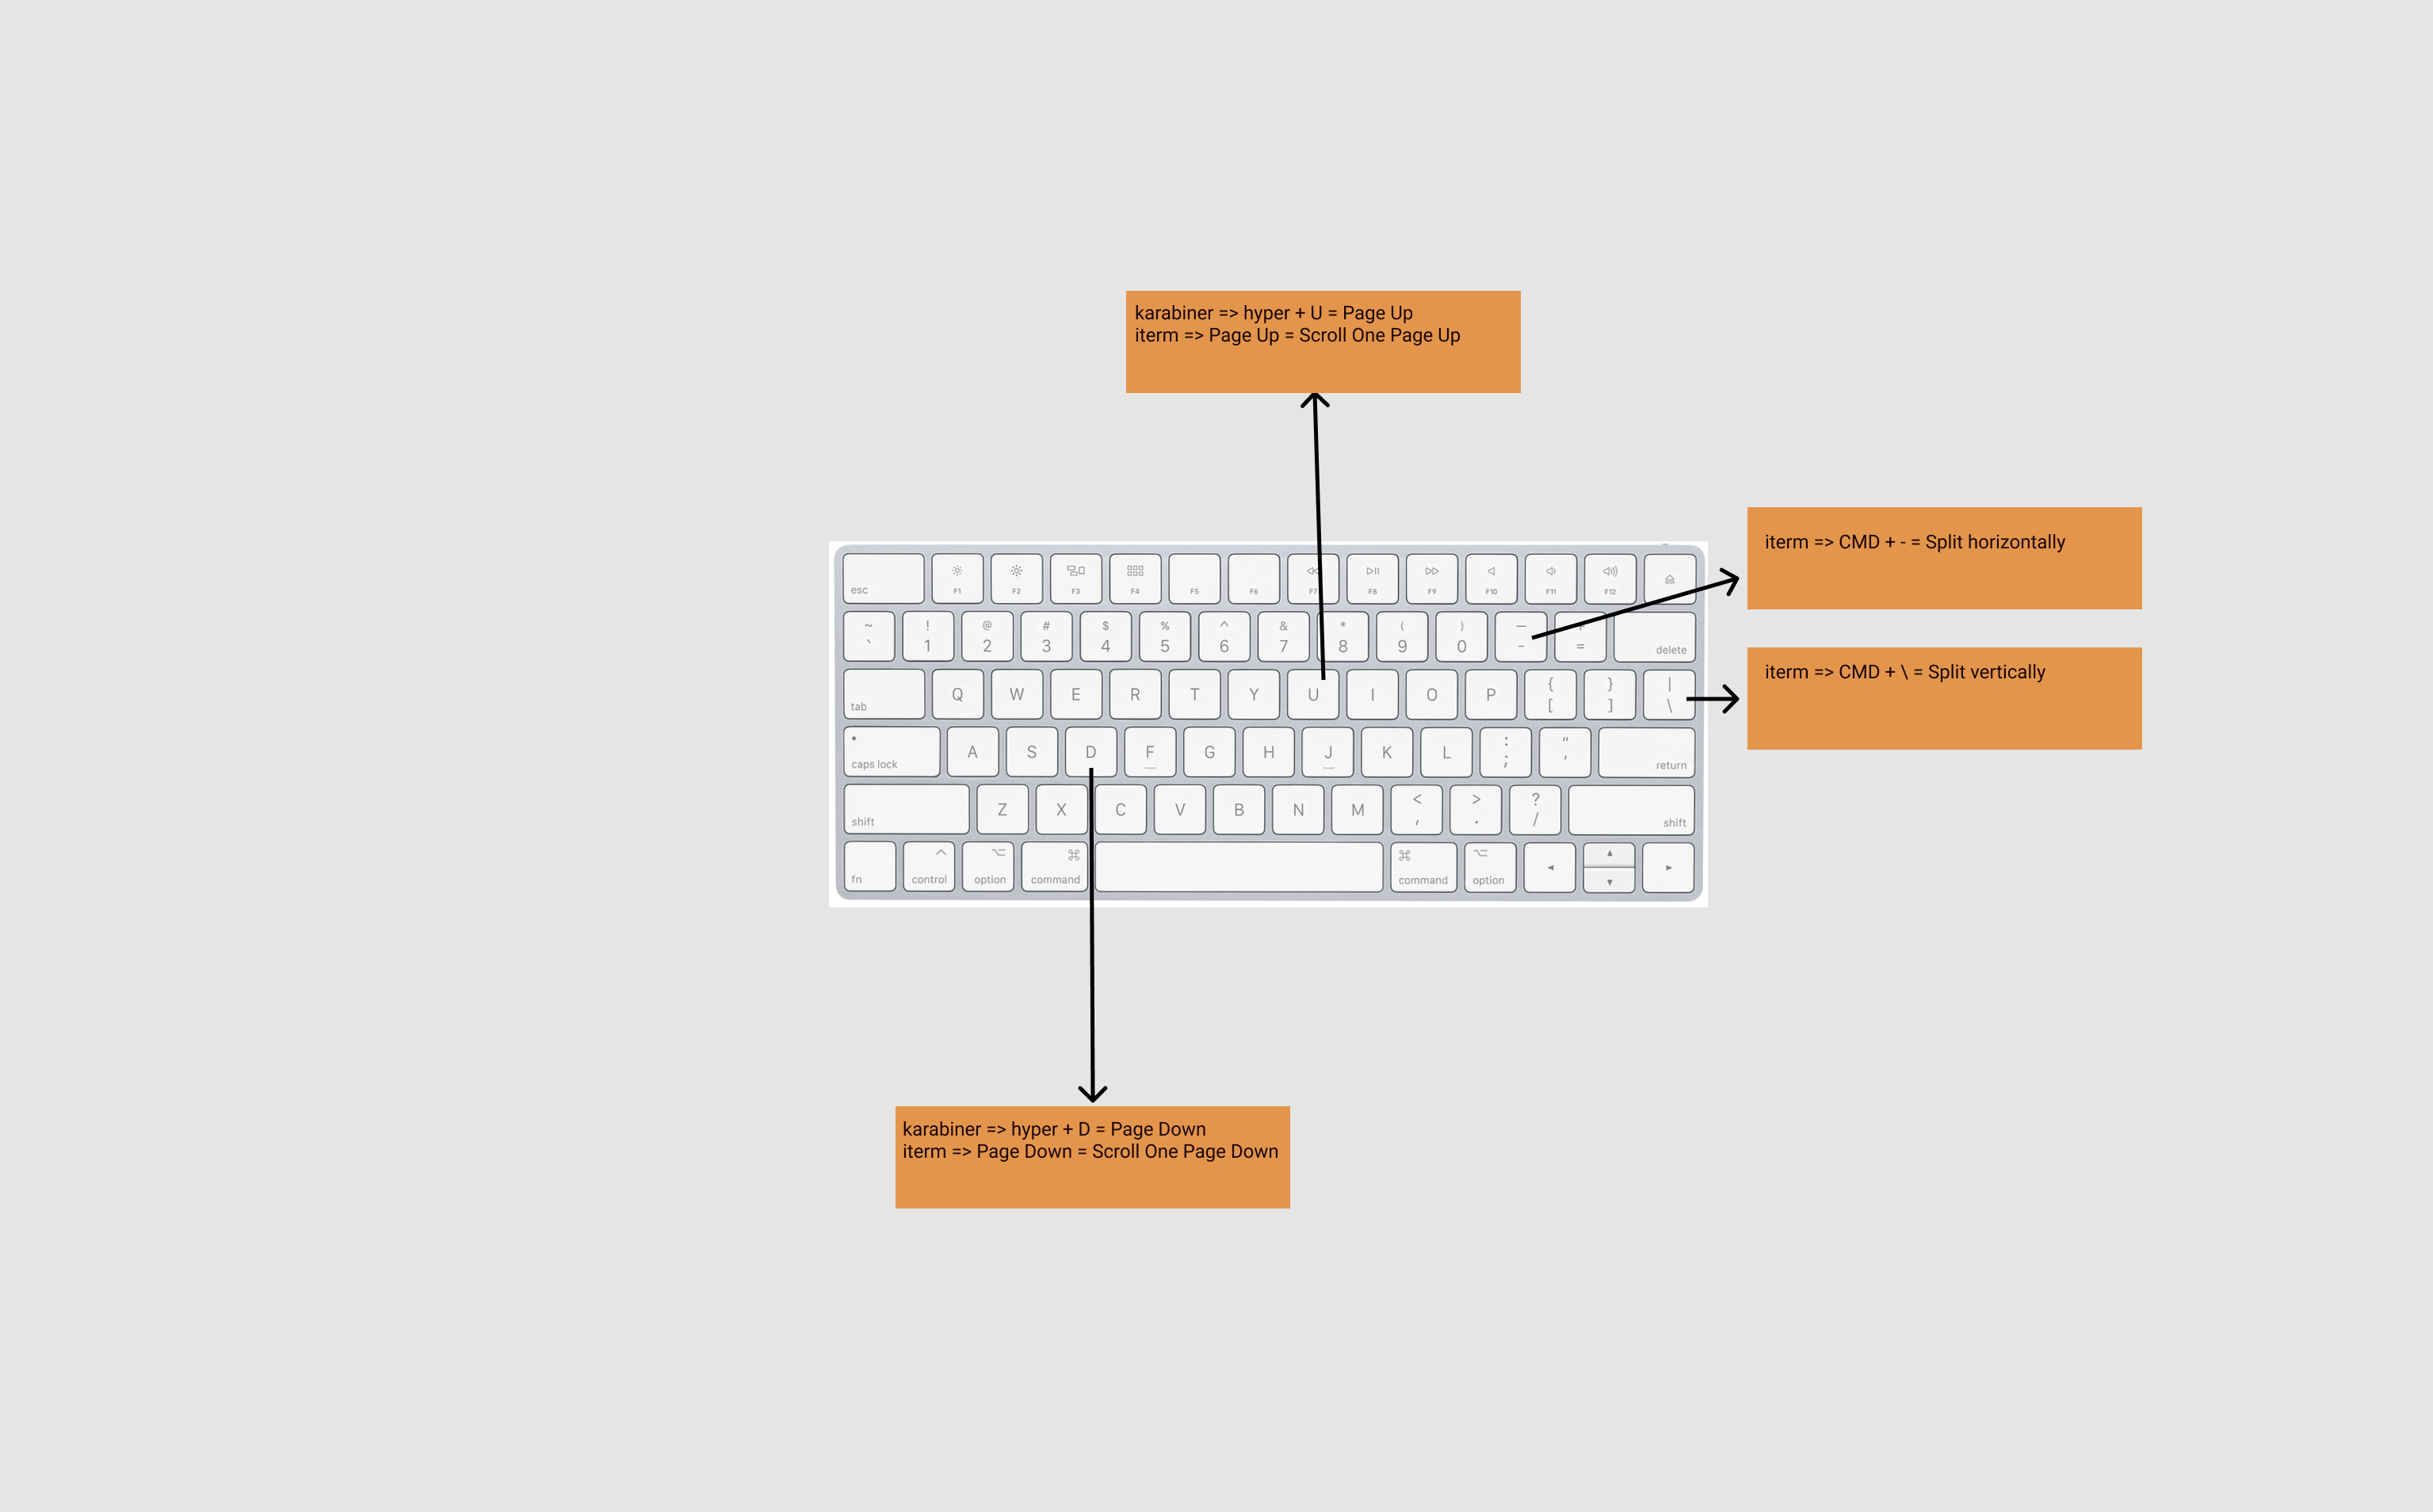 karabiner => hyper + U = Page Up
iterm => Page Up = Scroll One Page Up
iterm => CMD + - = Split horizontally
iterm => CMD + \ = Split vertically
esc F1 F2 F3 F4 F5 F6 F7 F8 F9 F10 F11 F12
~ ! @ # $ % ^ & * ( ) — +
` 1 2 3 4 5 6 7 8 9 0 - = delete
tab Q W E R T Y U I O P { [ } ] | \
caps lock A S D F G H J K L : ; " ' return
shift Z X C V B N M < , > . ? / shift
fn control option command command option
karabiner => hyper + D = Page Down
iterm => Page Down = Scroll One Page Down